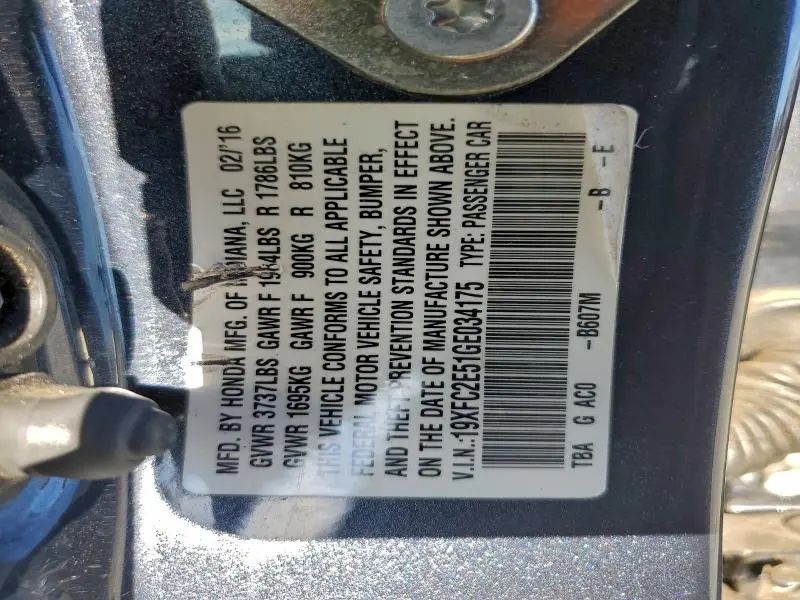 MFD. BY HONDA MFG. OF INDIANA, LLC 02/16
GVWR 3737LBS GAWR F 1984LBS R 1786LBS
GVWR 1695KG GAWR F 900KG R 810KG
THIS VEHICLE CONFORMS TO ALL APPLICABLE
FEDERAL MOTOR VEHICLE SAFETY, BUMPER,
AND THEFT PREVENTION STANDARDS IN EFFECT
ON THE DATE OF MANUFACTURE SHOWN ABOVE.
V.I.N.:19XFC2E51GE034175 TYPE: PASSENGER CAR
TBA G AC0 -B607M -B -E